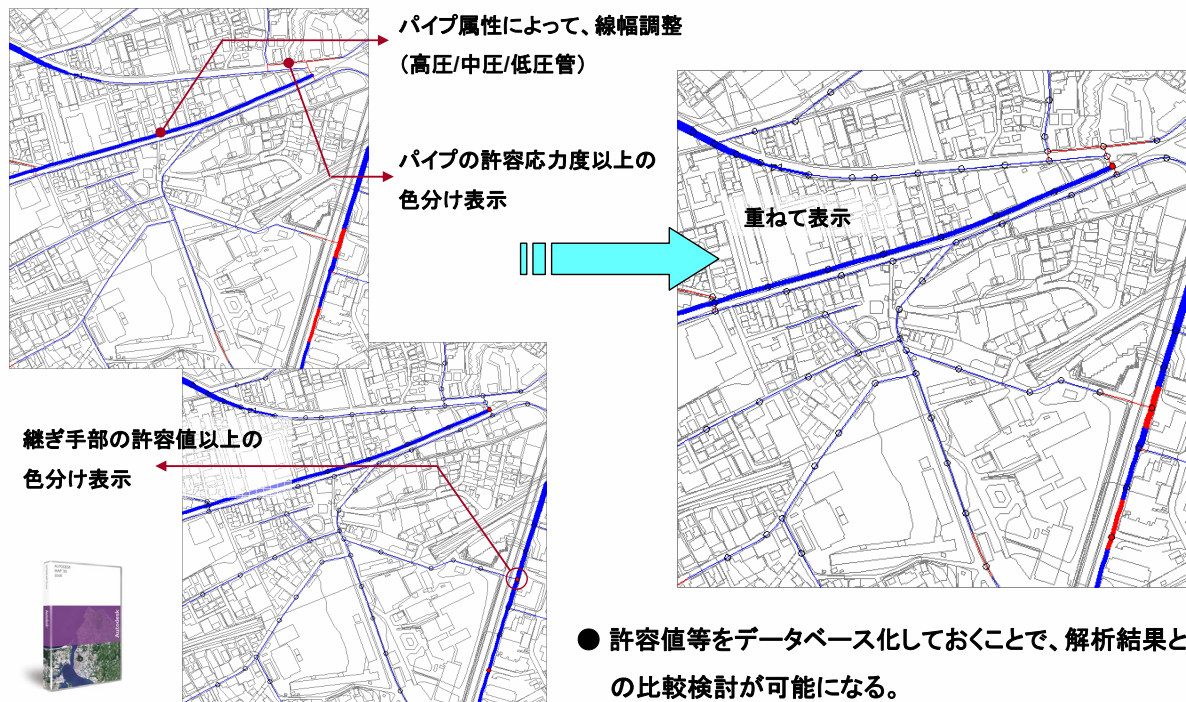 パイプ属性によって、線幅調整
（高圧/中圧/低圧管）
パイプの許容応力度以上の
色分け表示
重ねて表示
継ぎ手部の許容値以上の
色分け表示
AUTODESK
MAP 3D
Autodesk
● 許容値等をデータベース化しておくことで、解析結果と
の比較検討が可能になる。